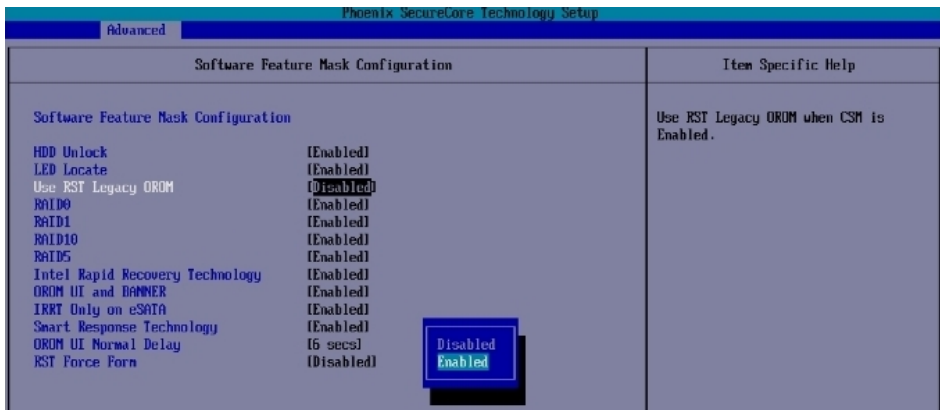 Phoenix SecureCore Technology Setup
Advanced
Software Feature Mask Configuration
Item Specific Help
Software Feature Mask Configuration
Use RST Legacy OROM when CSM is
Enabled.
HDD Unlock [Enabled]
LED Locate [Enabled]
Use RST Legacy OROM [Disabled]
RAID0 [Enabled]
RAID1 [Enabled]
RAID10 [Enabled]
RAID5 [Enabled]
Intel Rapid Recovery Technology [Enabled]
OROM UI and BANNER [Enabled]
IRRT Only on eSATA [Enabled]
Smart Response Technology [Enabled]
OROM UI Normal Delay [6 secs]
RST Force Form [Disabled]
Disabled
Enabled